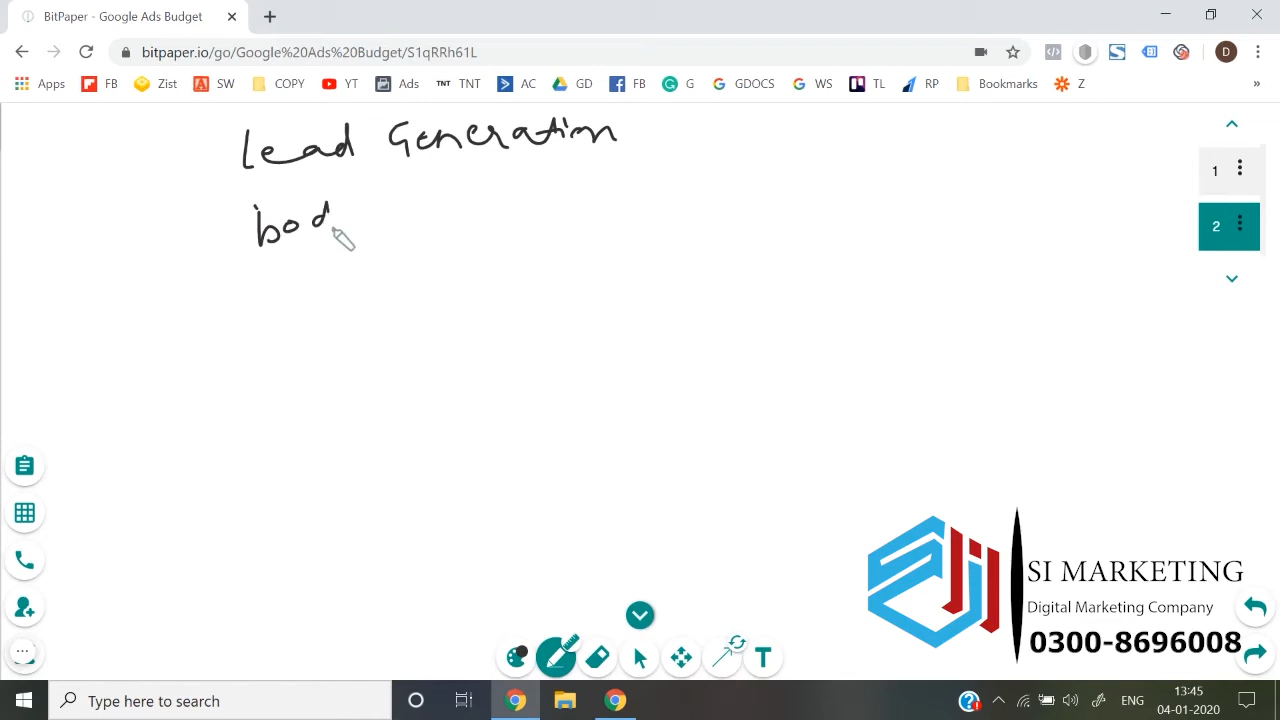 BitPaper - Google Ads Budget
bitpaper.io/go/Google%20Ads%20Budget/S1qRRh61L
D
Apps FB Zist SW COPY YT Ads TNT TNT AC GD FB G GDOCS WS TL RP Bookmarks Z »
Lead Generation
bod
1
2
SI MARKETING
Digital Marketing Company
0300-8696008
T
Type here to search
ENG
13:45
04-01-2020